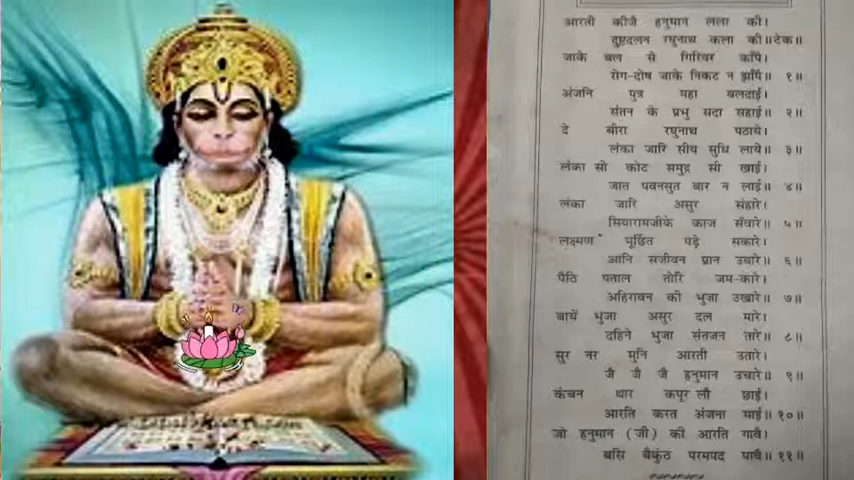 आरती कीजै हनुमान लला की।
दुष्टदलन रघुनाथ कला की॥टेक॥
जाके बल से गिरिवर काँपै।
रोग-दोष जाके निकट न झाँपै॥ १॥
अंजनि पुत्र महा बलदाई।
संतन के प्रभु सदा सहाई॥ २॥
दे बीरा रघुनाथ पठाये।
लंका जारि सीय सुधि लाये॥ ३॥
लंका सो कोट समुद्र सी खाई।
जात पवनसुत बार न लाई॥ ४॥
लंका जारि असुर संहारे।
सियारामजीके काज सँवारे॥ ५॥
लक्ष्मण मूर्छित पड़े सकारे।
आनि सजीवन प्रान उबारे॥ ६॥
पैठि पताल तोरि जम-कारे।
अहिरावन की भुजा उखारे॥ ७॥
बायें भुजा असुर दल मारे।
दहिने भुजा संतजन तारे॥ ८॥
सुर नर मुनि आरती उतारे।
जै जै जै हनुमान उचारे॥ ९॥
कंचन थार कपूर लौ छाई।
आरति करत अंजना माई॥ १०॥
जो हनुमान (जी) की आरति गावै।
बसि बैकुंठ परमपद पावै॥ ११॥